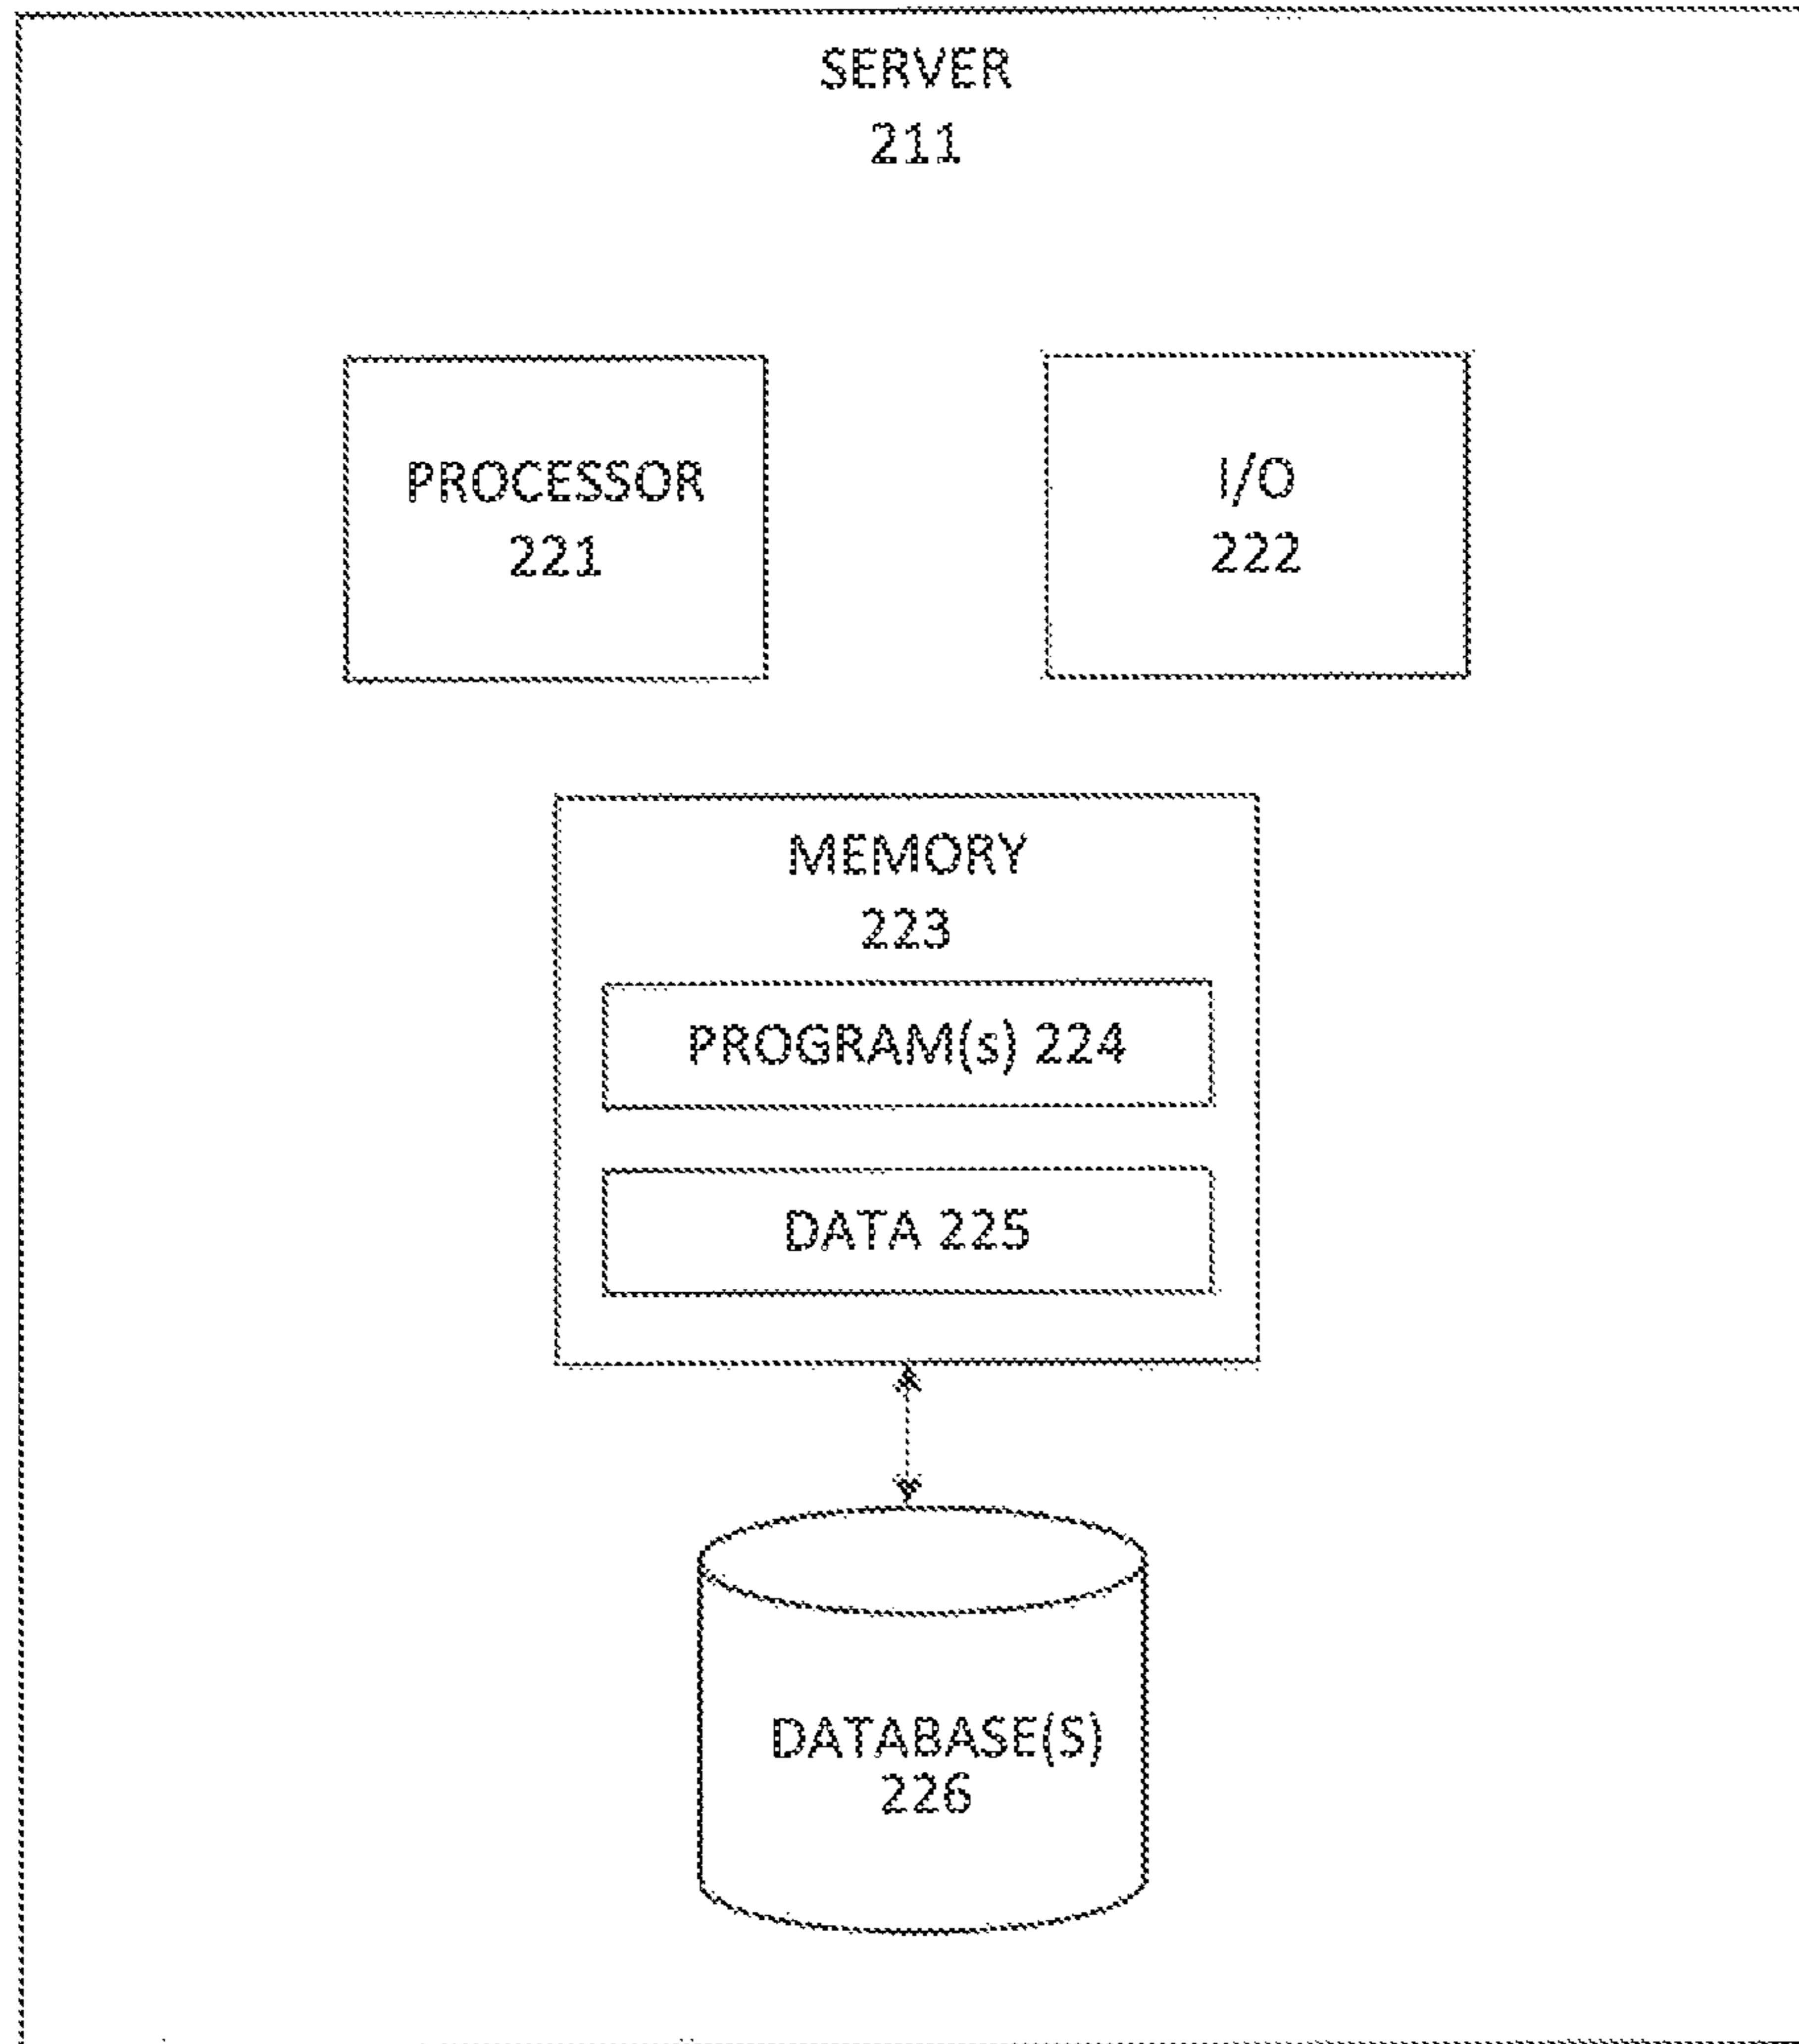 SERVER
211
PROCESSOR
221
I/O
222
MEMORY
223
PROGRAM(s) 224
DATA 225
DATABASE(S)
226